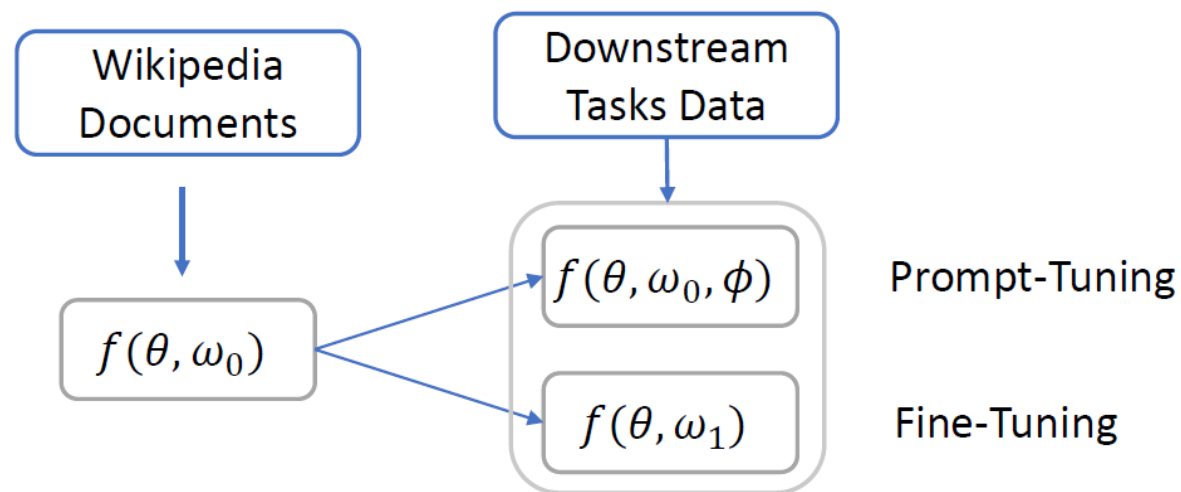 Wikipedia
Documents
Downstream
Tasks Data
f(θ, ω₀, ϕ)
Prompt-Tuning
f(θ, ω₀)
f(θ, ω₁)
Fine-Tuning